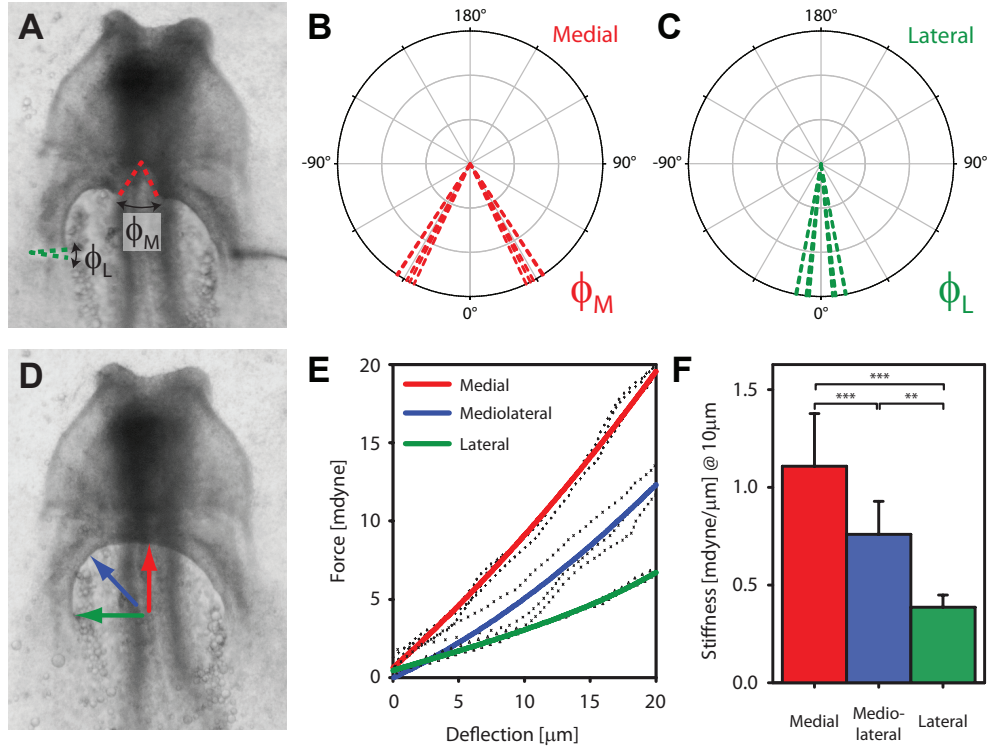 A
ϕM
ϕL
B
Medial
180°
-90°
90°
0°
ϕM
C
Lateral
180°
-90°
90°
0°
ϕL
D
E
Medial
Mediolateral
Lateral
20
15
10
5
0
Force [mdyne]
0
5
10
15
20
Deflection [μm]
F
***
***
**
1.5
1.0
0.5
0.0
Stiffness [mdyne/μm] @ 10μm
Medial
Medio-
lateral
Lateral